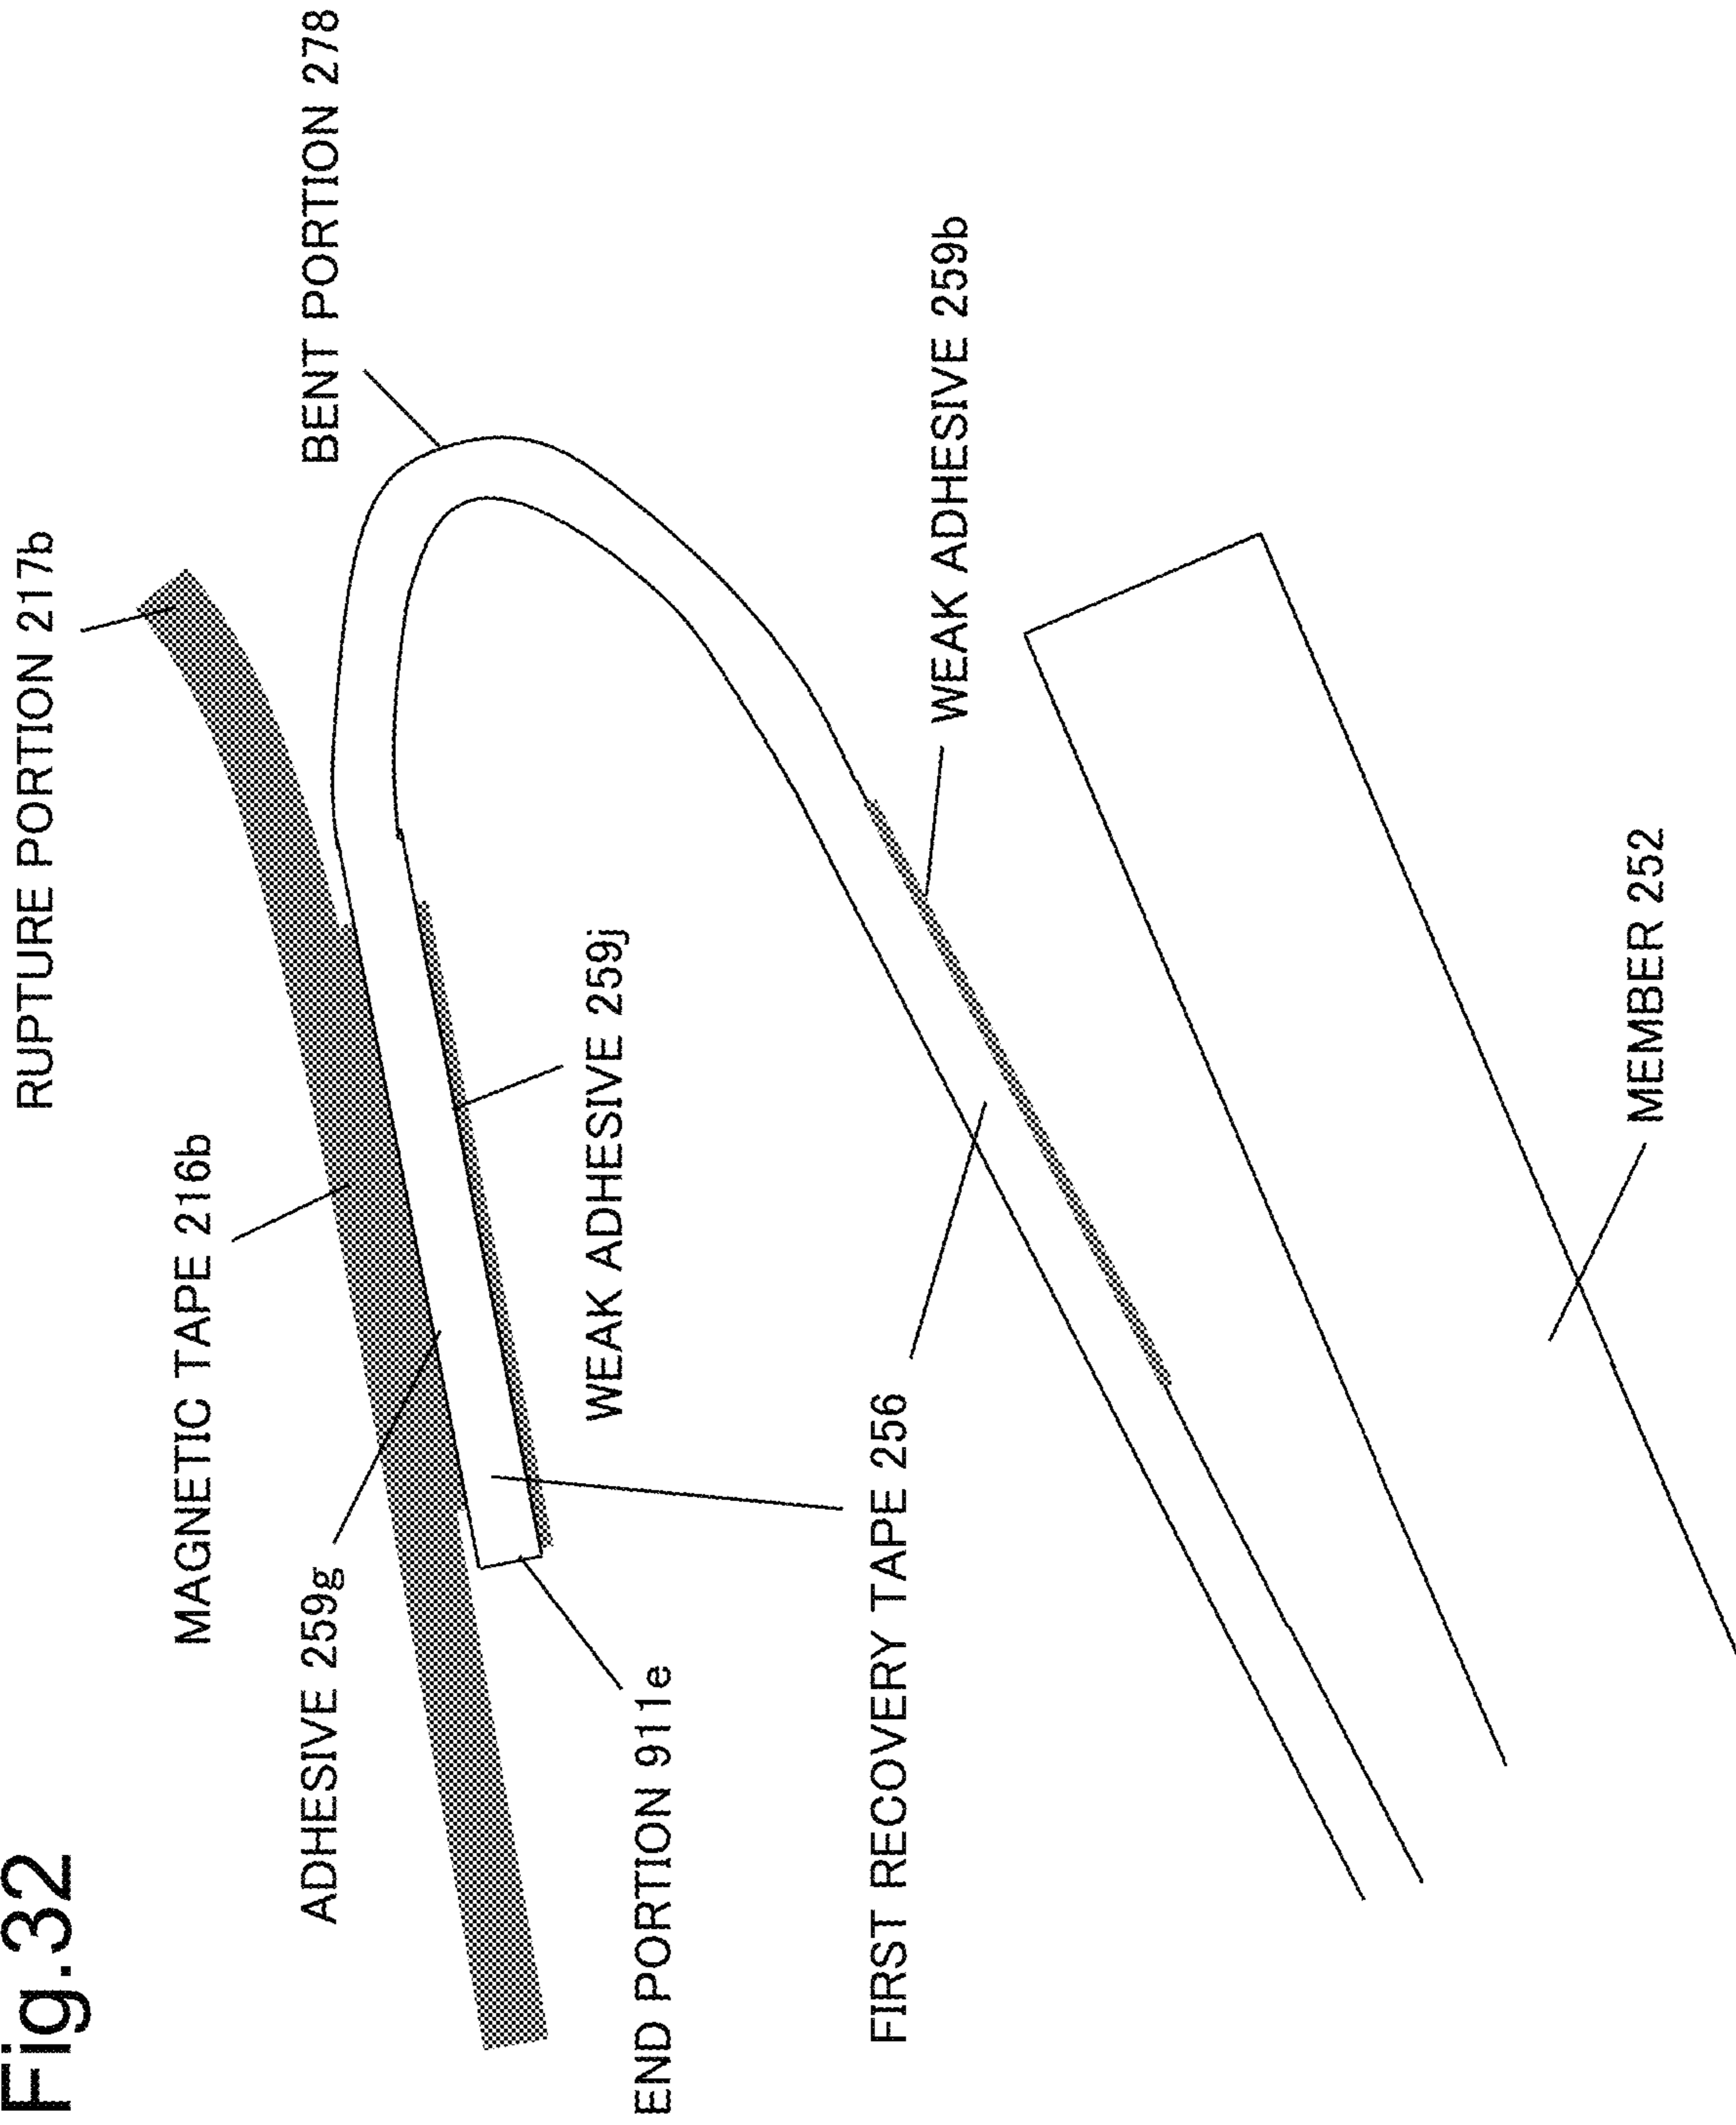 Fig.32
RUPTURE PORTION 217b
MAGNETIC TAPE 216b
ADHESIVE 259g
BENT PORTION 278
WEAK ADHESIVE 259j
END PORTION 911e
FIRST RECOVERY TAPE 256
WEAK ADHESIVE 259b
MEMBER 252